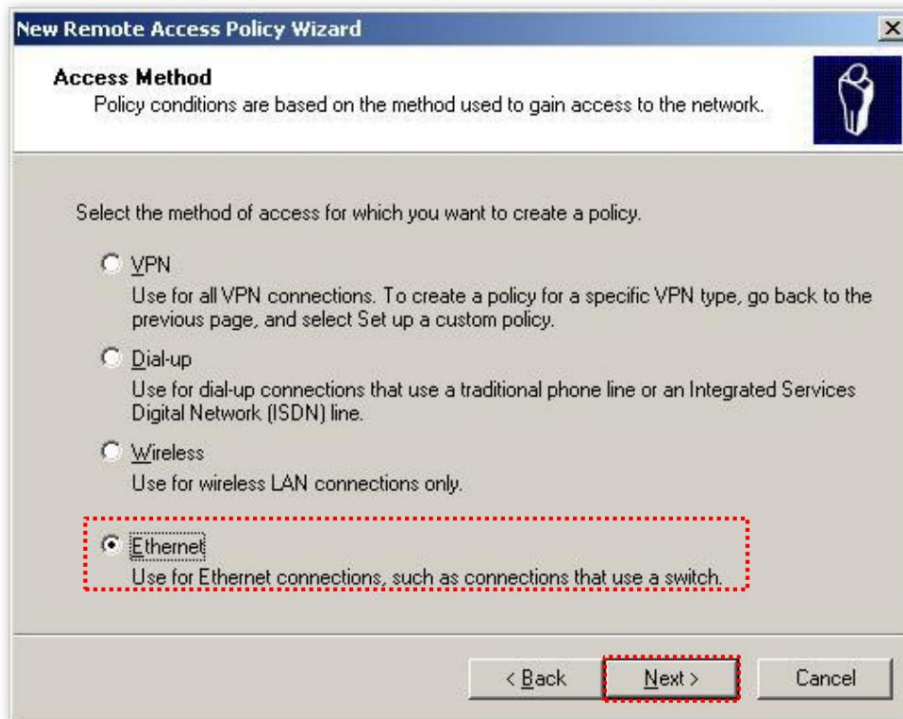 New Remote Access Policy Wizard
Access Method
Policy conditions are based on the method used to gain access to the network.
Select the method of access for which you want to create a policy.
VPN
Use for all VPN connections. To create a policy for a specific VPN type, go back to the
previous page, and select Set up a custom policy.
Dial-up
Use for dial-up connections that use a traditional phone line or an Integrated Services
Digital Network (ISDN) line.
Wireless
Use for wireless LAN connections only.
Ethernet
Use for Ethernet connections, such as connections that use a switch.
< Back Next > Cancel